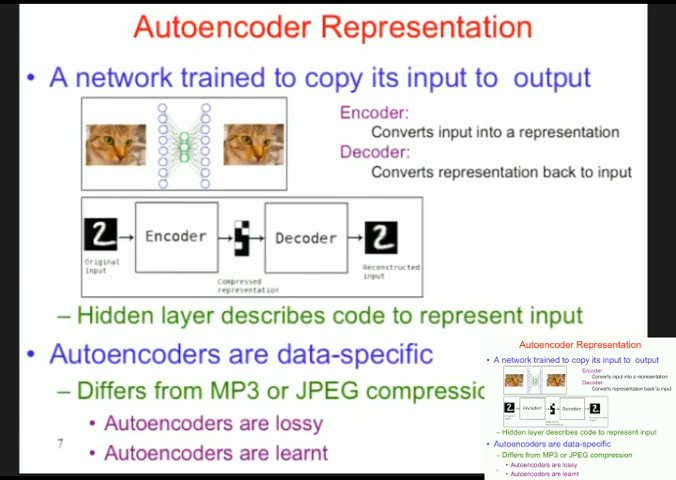 Autoencoder Representation
• A network trained to copy its input to output
Encoder:
Converts input into a representation
Decoder:
Converts representation back to input
Encoder
Decoder
Original
input
Compressed
representation
Reconstructed
input
– Hidden layer describes code to represent input
• Autoencoders are data-specific
– Differs from MP3 or JPEG compressio
• Autoencoders are lossy
• Autoencoders are learnt
7
Autoencoder Representation
• A network trained to copy its input to output
Encoder:
Converts input into a representation
Decoder:
Converts representation back to input
Encoder
Decoder
– Hidden layer describes code to represent input
• Autoencoders are data-specific
– Differs from MP3 or JPEG compression
• Autoencoders are lossy
• Autoencoders are learnt